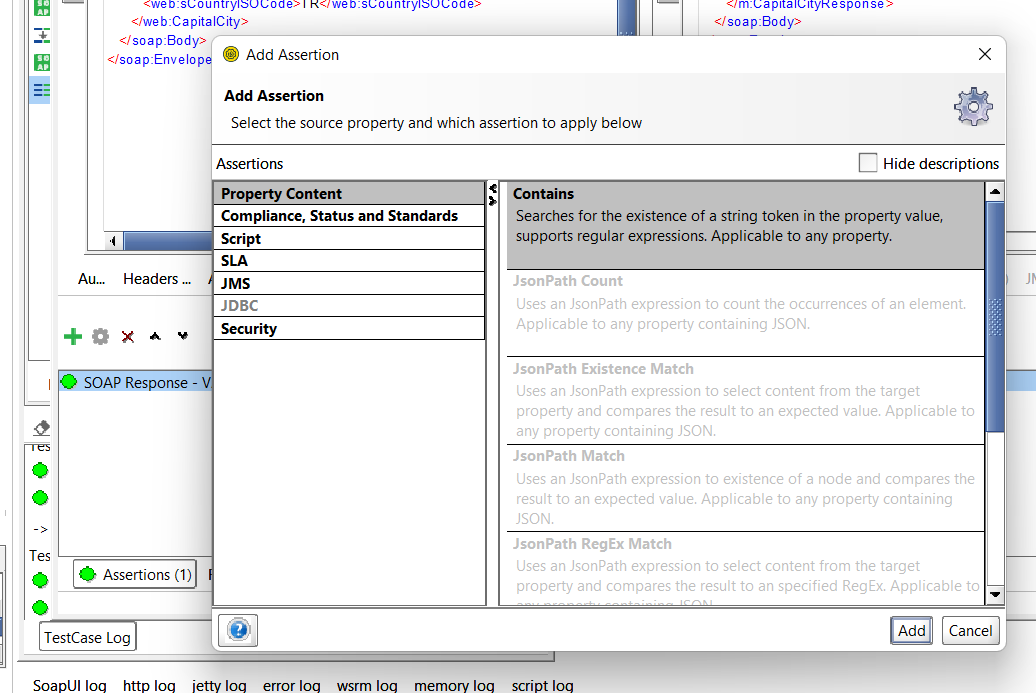 <web:sCountryISOCode>TR</web:sCountryISOCode>
</web:CapitalCity>
</soap:Body>
</soap:Envelope
</m:CapitalCityResponse>
</soap:Body>
Add Assertion
Add Assertion
Select the source property and which assertion to apply below
Assertions
Hide descriptions
Property Content
Compliance, Status and Standards
Script
SLA
JMS
JDBC
Security
Contains
Searches for the existence of a string token in the property value,
supports regular expressions. Applicable to any property.
JsonPath Count
Uses an JsonPath expression to count the occurrences of an element.
Applicable to any property containing JSON.
JsonPath Existence Match
Uses an JsonPath expression to select content from the target
property and compares the result to an expected value. Applicable to
any property containing JSON.
JsonPath Match
Uses an JsonPath expression to existence of a node and compares the
result to an expected value. Applicable to any property containing
JSON.
JsonPath RegEx Match
Uses an JsonPath expression to select content from the target
property and compares the result to an specified RegEx. Applicable to
any property containing JSON
Add
Cancel
Au...
Headers ...
SOAP Response - V
Tes
->
Tes
Assertions (1)
TestCase Log
SoapUI log
http log
jetty log
error log
wsrm log
memory log
script log